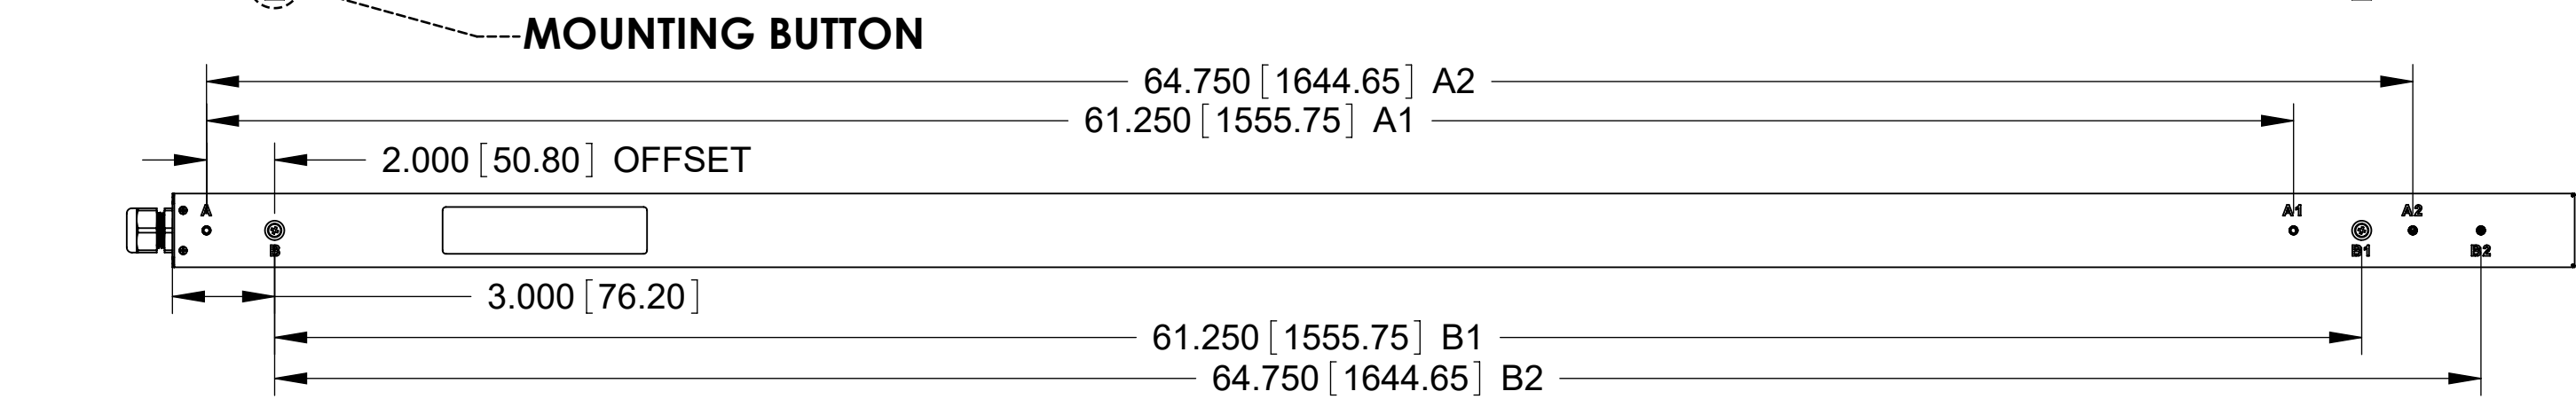 MOUNTING BUTTON
64.750 [1644.65] A2
61.250 [1555.75] A1
2.000 [50.80] OFFSET
A A1 A2
B B1 B2
3.000 [76.20]
61.250 [1555.75] B1
64.750 [1644.65] B2